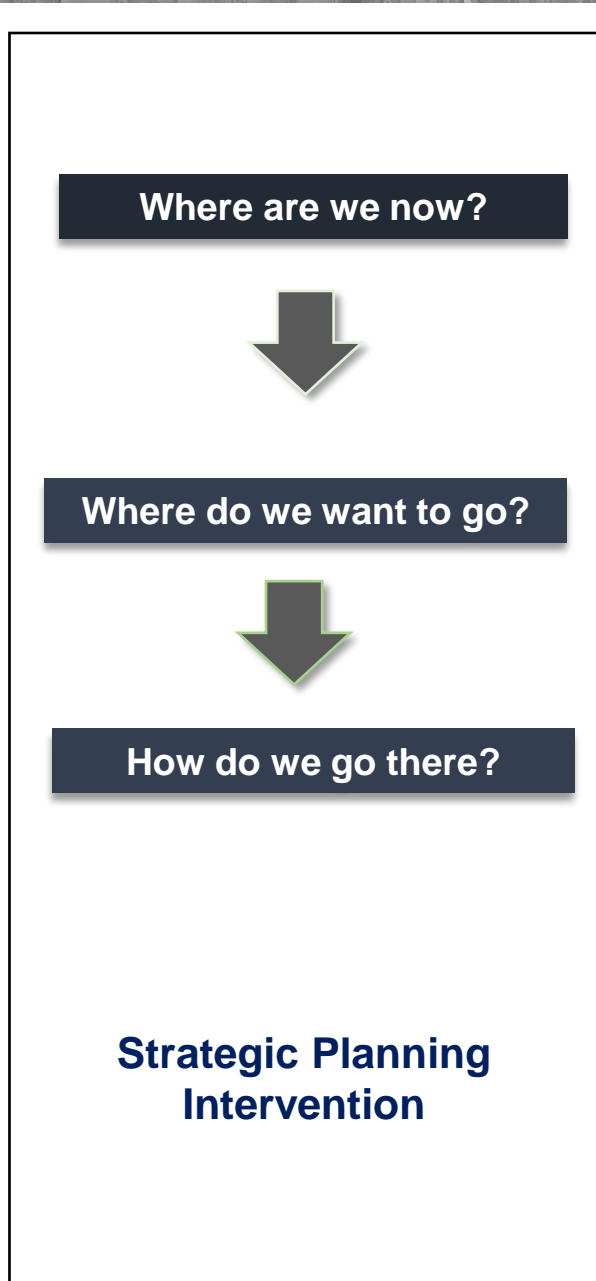 Where are we now?
Where do we want to go?
How do we go there?
Strategic Planning
Intervention